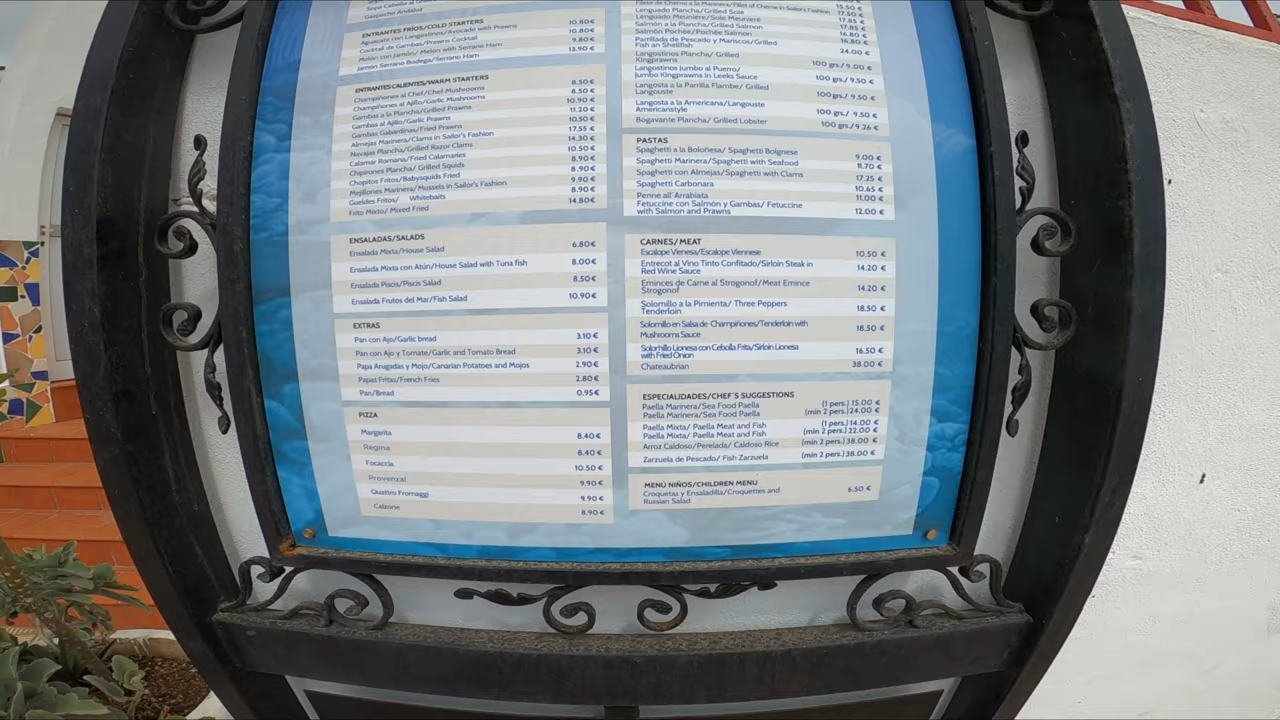 Gaspacho Andaluz
ENTRANTES FRIOS/COLD STARTERS
Aguacate con Langostinos/Avocado with Prawns 10.80€
Cocktail de Gambas/Prawns Cocktail 10.80€
Melón con Jamón/ Melon with Serrano Ham 9.80€
Jamón Serrano Bodega/Serrano Ham 13.90€
ENTRANTES CALIENTES/WARM STARTERS
Champiñones al Chef/Chef Mushrooms 8.50€
Champiñones al Ajillo/Garlic Mushrooms 8.50€
Gambas a la Plancha/Grilled Prawns 10.90€
Gambas al Ajillo/Garlic Prawns 11.20€
Gambas Gabardinas/Fried Prawns 10.50€
Almejas Marinera/Clams in Sailor's Fashion 17.55€
Navajas Plancha/Grilled Razor Clams 14.30€
Calamar Romana/Fried Calamaries 10.50€
Chipirones Plancha/ Grilled Squids 8.90€
Chopitos Fritos/Babysquids Fried 8.90€
Mejillones Marinera/Mussels in Sailor's Fashion 9.90€
Gueldes Fritos/ Whitebaits 8.90€
Frito Mixto/ Mixed Fried 14.80€
ENSALADAS/SALADS
Ensalada Mixta/House Salad 6.80€
Ensalada Mixta con Atún/House Salad with Tuna fish 8.00€
Ensalada Piscis/Piscis Salad 8.50€
Ensalada Frutos del Mar/Fish Salad 10.90€
EXTRAS
Pan con Ajo/Garlic bread 3.10€
Pan con Ajo y Tomate/Garlic and Tomato Bread 3.10€
Papa Arugadas y Mojo/Canarian Potatoes and Mojos 2.90€
Papas Fritas/French Fries 2.80€
Pan/Bread 0.95€
PIZZA
Margarita 8.40€
Regina 8.40€
Focaccia 10.50€
Provenzal 9.90€
Quattro Fromaggi 9.90€
Calzone 8.90€
Lenguado Plancha/Grilled Sole 17.50€
Lenguado Meuniere/Sole Meuniere 17.85€
Salmón a la Plancha/Grilled Salmon 17.85€
Salmón Pochée/Pochée Salmon 16.80€
Parrillada de Pescado y Mariscos/Grilled 16.80€
Fish an Shellfish 24.00€
Langostinos Plancha/ Grilled
Kingprawns 100 grs/ 9.00€
Langostinos Jumbo al Puerro/
Jumbo Kingprawns in Leeks Sauce 100 grs/ 9.50€
Langosta a la Parrilla Flambe/ Grilled
Langouste 100 grs./ 9.50€
Langosta a la Americana/Langouste
Americanstyle 100 grs./ 9.50€
Bogavante Plancha/ Grilled Lobster 100 grs./9.26€
PASTAS
Spaghetti a la Boloñesa/ Spaghetti Bolgnese 9.00€
Spaghetti Marinera/Spaghetti with Seafood 11.70€
Spaghetti con Almejas/Spaghetti with Clams 17.25€
Spaghetti Carbonara 10.65€
Penne all´Arrabiata 11.00€
Fetuccine con Salmón y Gambas/ Fetuccine
with Salmon and Prawns 12.00€
CARNES/ MEAT
Escalope Vienesa/Escalope Viennese 10.50€
Entrecot al Vino Tinto Confitado/Sirloin Steak in
Red Wine Sauce 14.20€
Eminces de Carne al Strogonof/Meat Emince
Strogonof 14.20€
Solomillo a la Pimienta/ Three Peppers
Tenderloin 18.50€
Solomillo en Salsa de Champiñones/Tenderloin with
Mushrooms Sauce 18.50€
Solomillo Lionesa con Cebolla Frita/Sirloin Lionesa
with Fried Onion 16.50€
Chateaubrian 38.00€
ESPECIALIDADES/CHEF´S SUGGESTIONS
Paella Marinera/Sea Food Paella (1 pers.) 15.00€
Paella Marinera/Sea Food Paella (min 2 pers.)24.00€
Paella Mixta/ Paella Meat and Fish (1 pers.) 14.00€
Paella Mixta/ Paella Meat and Fish (min 2 pers.) 22.00€
Arroz Caldoso/Perelada/ Caldoso Rice (min 2 pers.)38.00€
Zarzuela de Pescado/ Fish Zarzuela (min 2 pers.)38.00€
MENÚ NIÑOS/CHILDREN MENU
Croquetas y Ensaladilla/Croquettes and 6.50€
Russian Salad